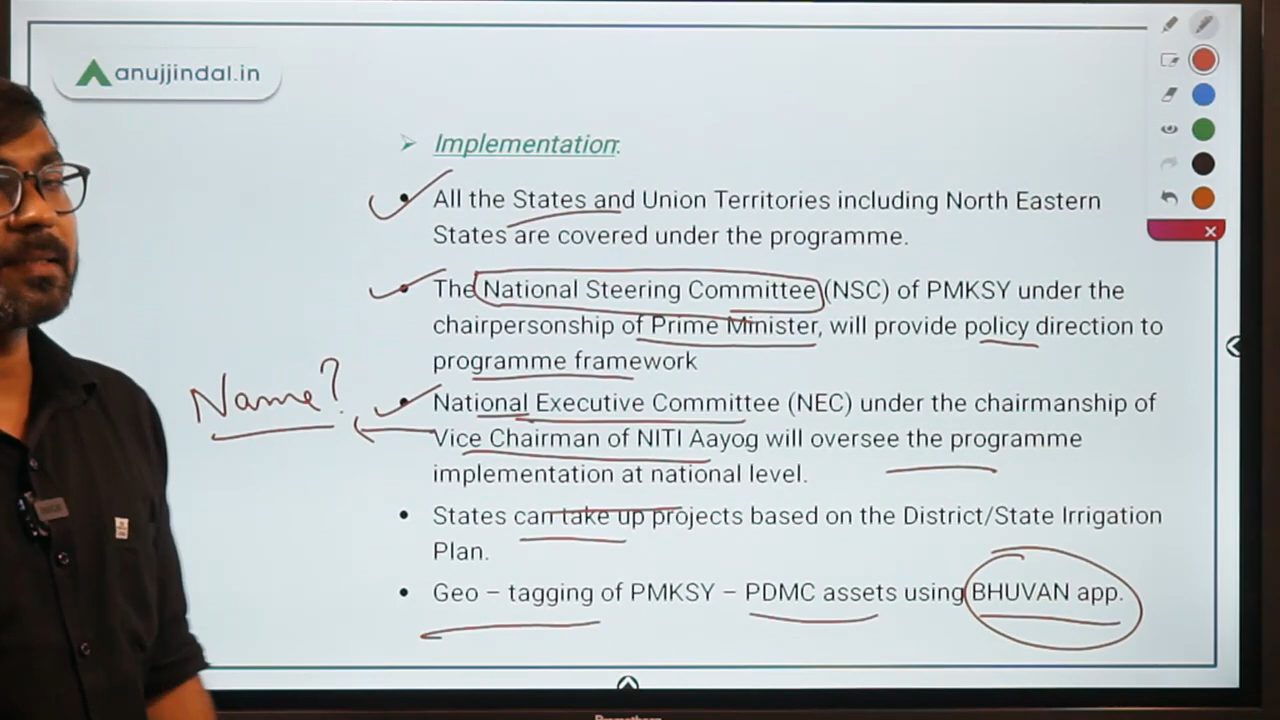 anujjindal.in
Implementation:
All the States and Union Territories including North Eastern
States are covered under the programme.
The National Steering Committee (NSC) of PMKSY under the
chairpersonship of Prime Minister, will provide policy direction to
programme framework
Name?
National Executive Committee (NEC) under the chairmanship of
Vice Chairman of NITI Aayog will oversee the programme
implementation at national level.
States can take up projects based on the District/State Irrigation
Plan.
Geo – tagging of PMKSY – PDMC assets using BHUVAN app.